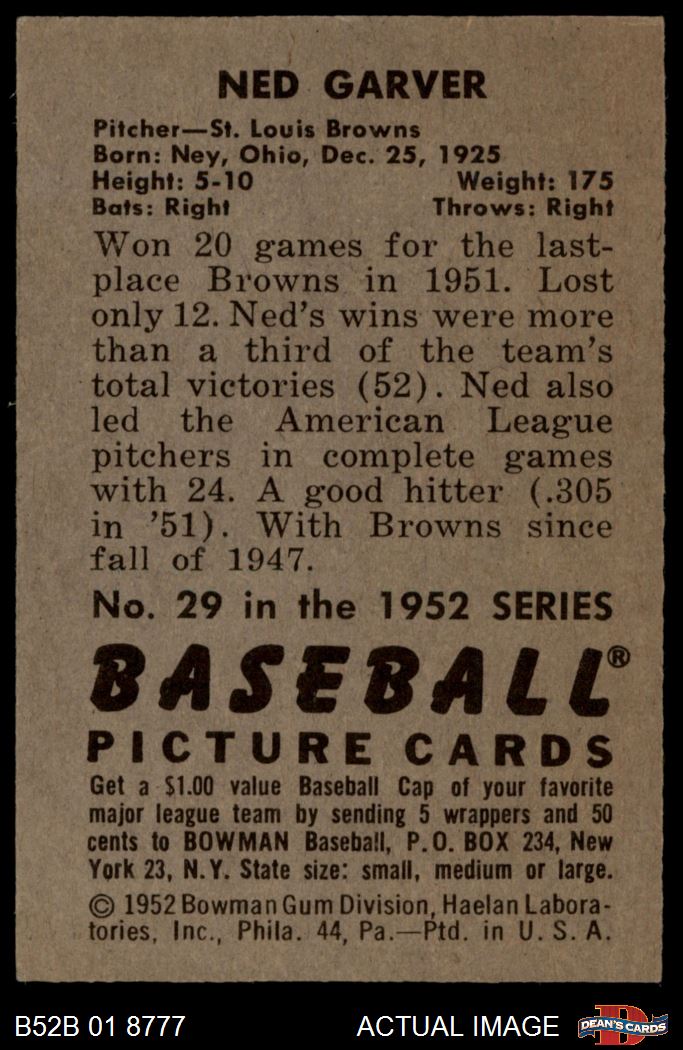 NED GARVER
Pitcher—St. Louis Browns
Born: Ney, Ohio, Dec. 25, 1925
Height: 5-10 Weight: 175
Bats: Right Throws: Right
Won 20 games for the last-
place Browns in 1951. Lost
only 12. Ned's wins were more
than a third of the team's
total victories (52). Ned also
led the American League
pitchers in complete games
with 24. A good hitter (.305
in '51). With Browns since
fall of 1947.
No. 29 in the 1952 SERIES
BASEBALL®
PICTURE CARDS
Get a $1.00 value Baseball Cap of your favorite
major league team by sending 5 wrappers and 50
cents to BOWMAN Baseball, P.O. BOX 234, New
York 23, N.Y. State size: small, medium or large.
© 1952 Bowman Gum Division, Haelan Labora-
tories, Inc., Phila. 44, Pa.—Ptd. in U. S. A.
B52B 01 8777 ACTUAL IMAGE D DEAN'S CARDS